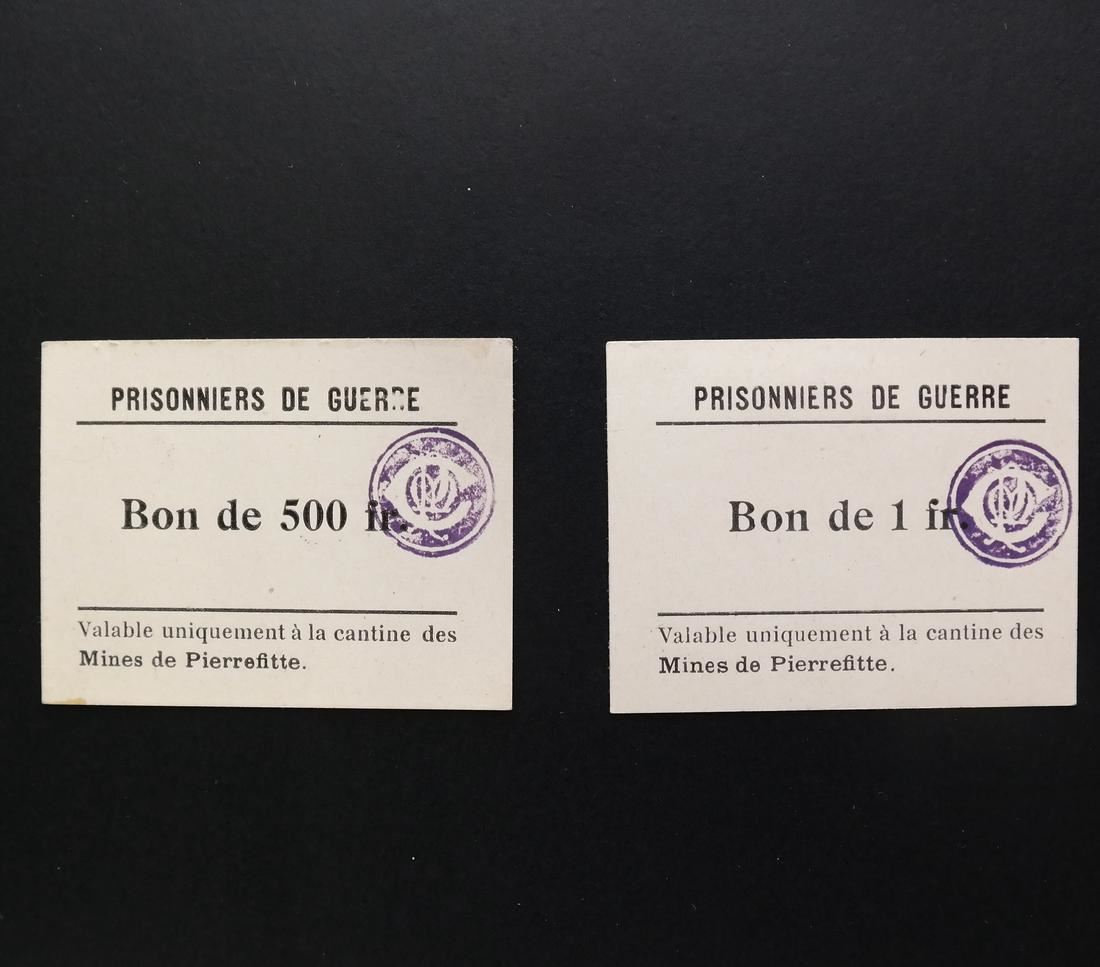 PRISONNIERS DE GUERRE
Bon de 500 fr.
Valable uniquement à la cantine des
Mines de Pierrefitte.
PRISONNIERS DE GUERRE
Bon de 1 fr.
Valable uniquement à la cantine des
Mines de Pierrefitte.